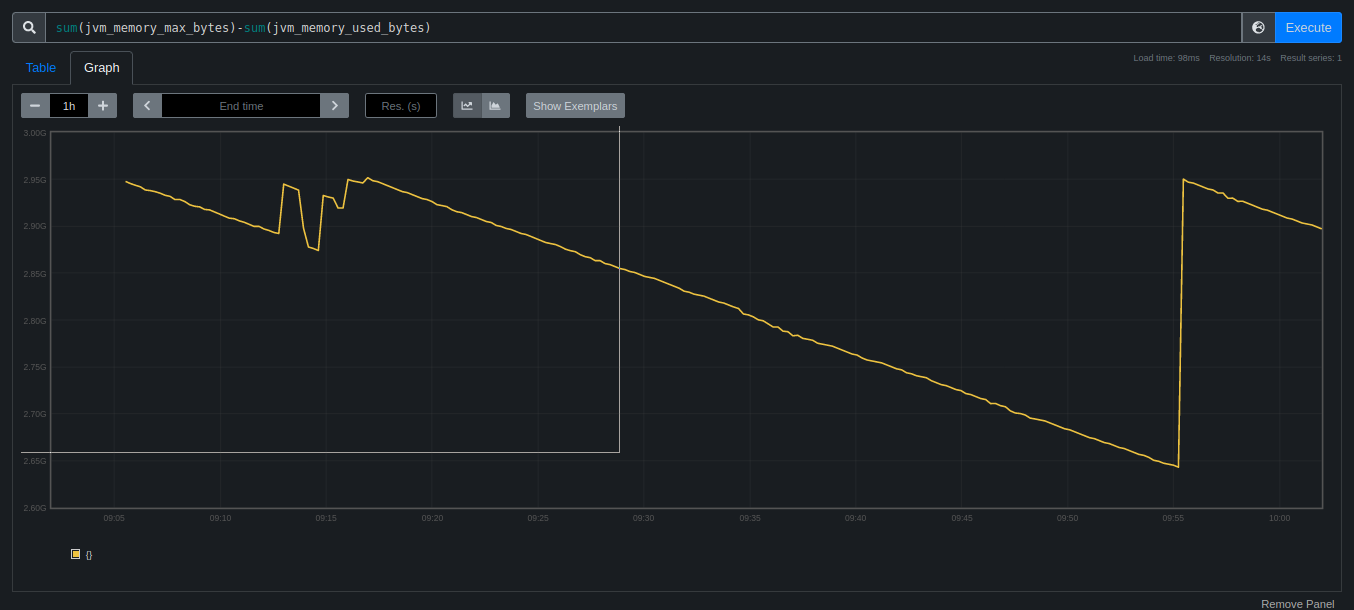 sum(jvm_memory_max_bytes)-sum(jvm_memory_used_bytes)
Execute
Table
Graph
Load time: 98ms Resolution: 14s Result series: 1
1h
End time
Res. (s)
Show Exemplars
3.00G
2.95G
2.90G
2.85G
2.80G
2.75G
2.70G
2.65G
2.60G
09:05 09:10 09:15 09:20 09:25 09:30 09:35 09:40 09:45 09:50 09:55 10:00
{}
Remove Panel